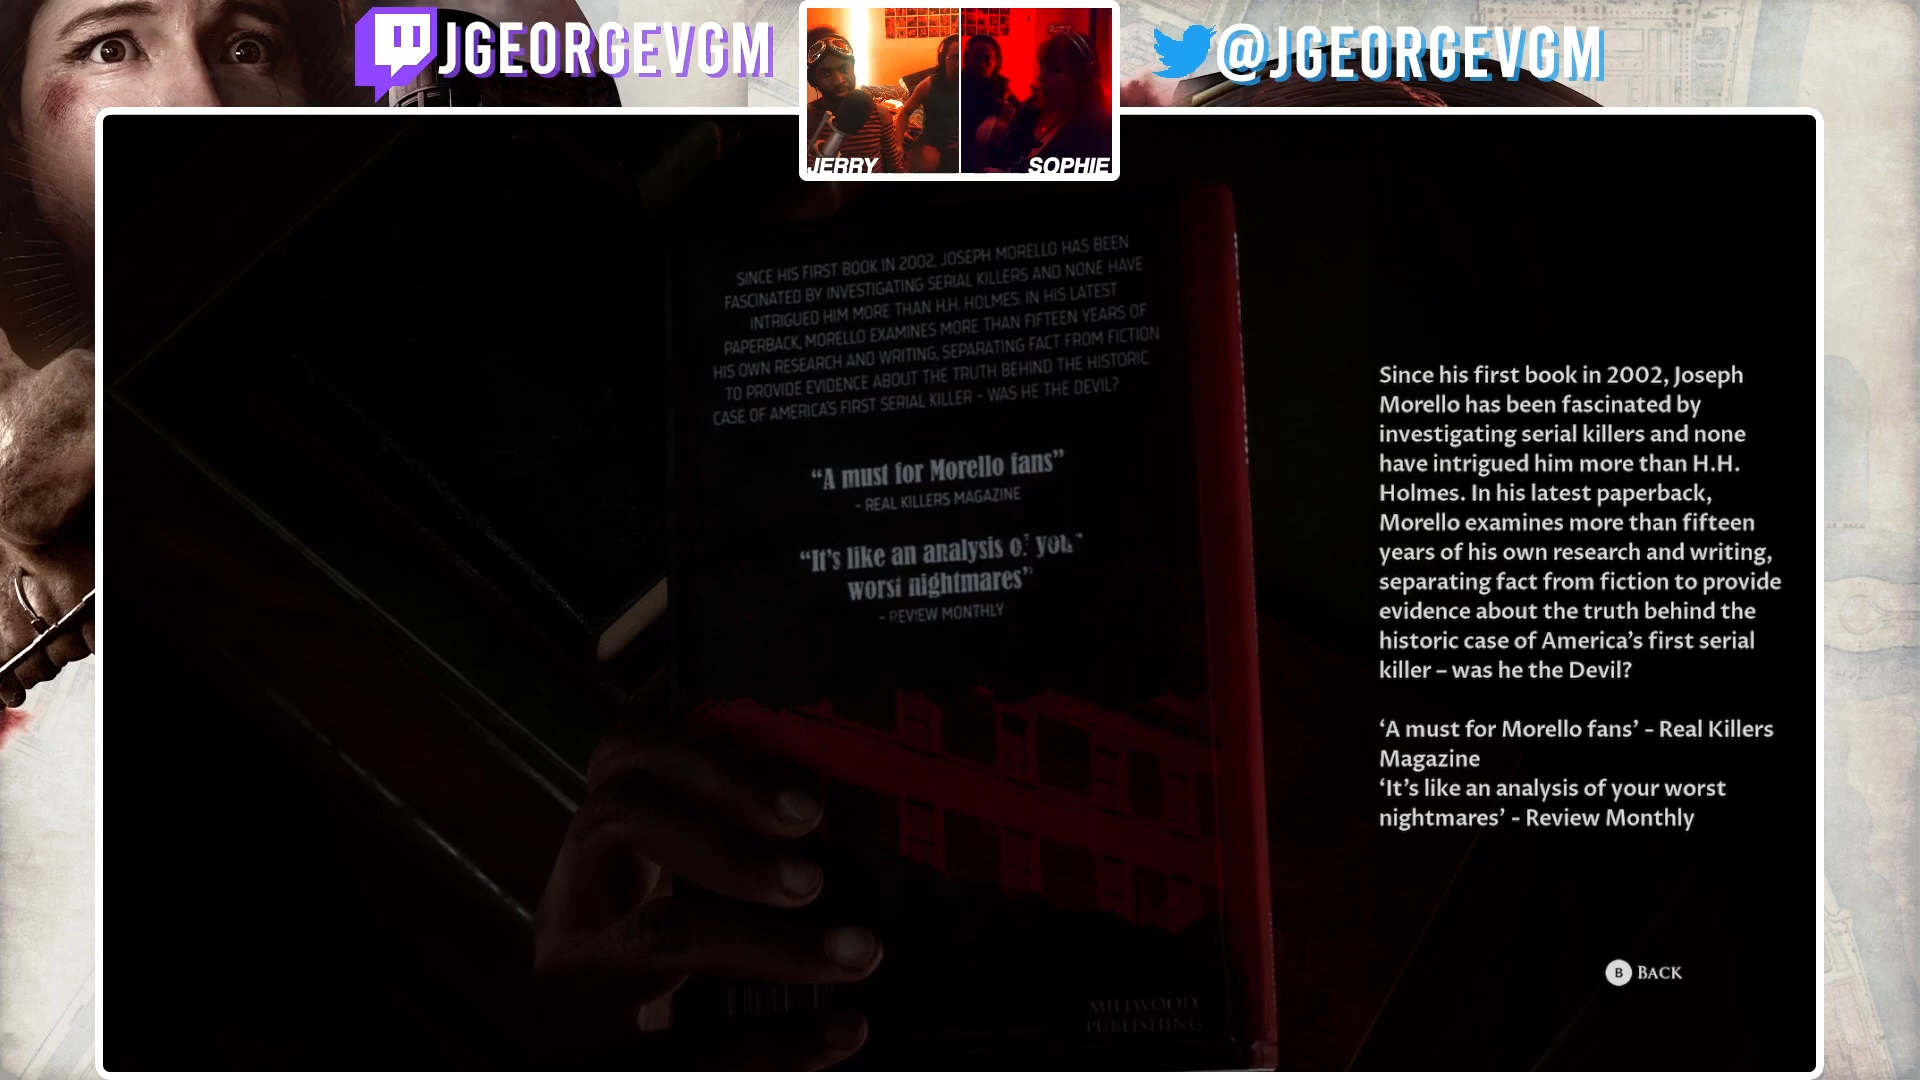 JGEORGEVGM
@JGEORGEVGM
JERRY
SOPHIE
SINCE HIS FIRST BOOK IN 2002, JOSEPH MORELLO HAS BEEN
FASCINATED BY INVESTIGATING SERIAL KILLERS AND NONE HAVE
INTRIGUED HIM MORE THAN H.H. HOLMES. IN HIS LATEST
PAPERBACK, MORELLO EXAMINES MORE THAN FIFTEEN YEARS OF
HIS OWN RESEARCH AND WRITING, SEPARATING FACT FROM FICTION
TO PROVIDE EVIDENCE ABOUT THE TRUTH BEHIND THE HISTORIC
CASE OF AMERICA'S FIRST SERIAL KILLER - WAS HE THE DEVIL?
“A must for Morello fans”
- REAL KILLERS MAGAZINE
“It's like an analysis of your
worst nightmares”
- REVIEW MONTHLY
MILLWOOD
PUBLISHING
Since his first book in 2002, Joseph
Morello has been fascinated by
investigating serial killers and none
have intrigued him more than H.H.
Holmes. In his latest paperback,
Morello examines more than fifteen
years of his own research and writing,
separating fact from fiction to provide
evidence about the truth behind the
historic case of America’s first serial
killer – was he the Devil?
‘A must for Morello fans’ - Real Killers
Magazine
‘It’s like an analysis of your worst
nightmares’ - Review Monthly
B BACK